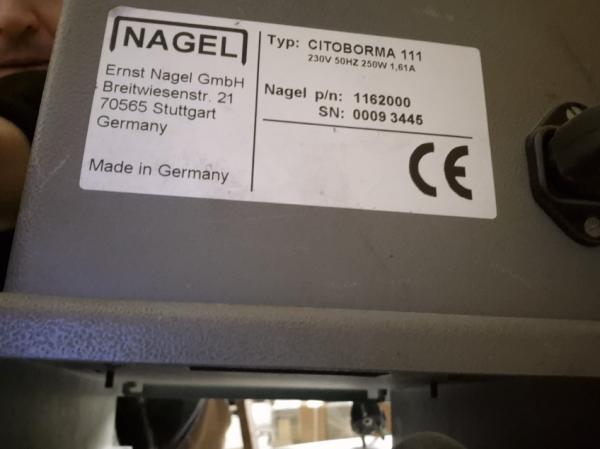 NAGEL
Ernst Nagel GmbH
Breitwiesenstr. 21
70565 Stuttgart
Germany
Made in Germany
Typ: CITOBORMA 111
230V 50HZ 250W 1,61A
Nagel p/n: 1162000
SN: 0009 3445
CE